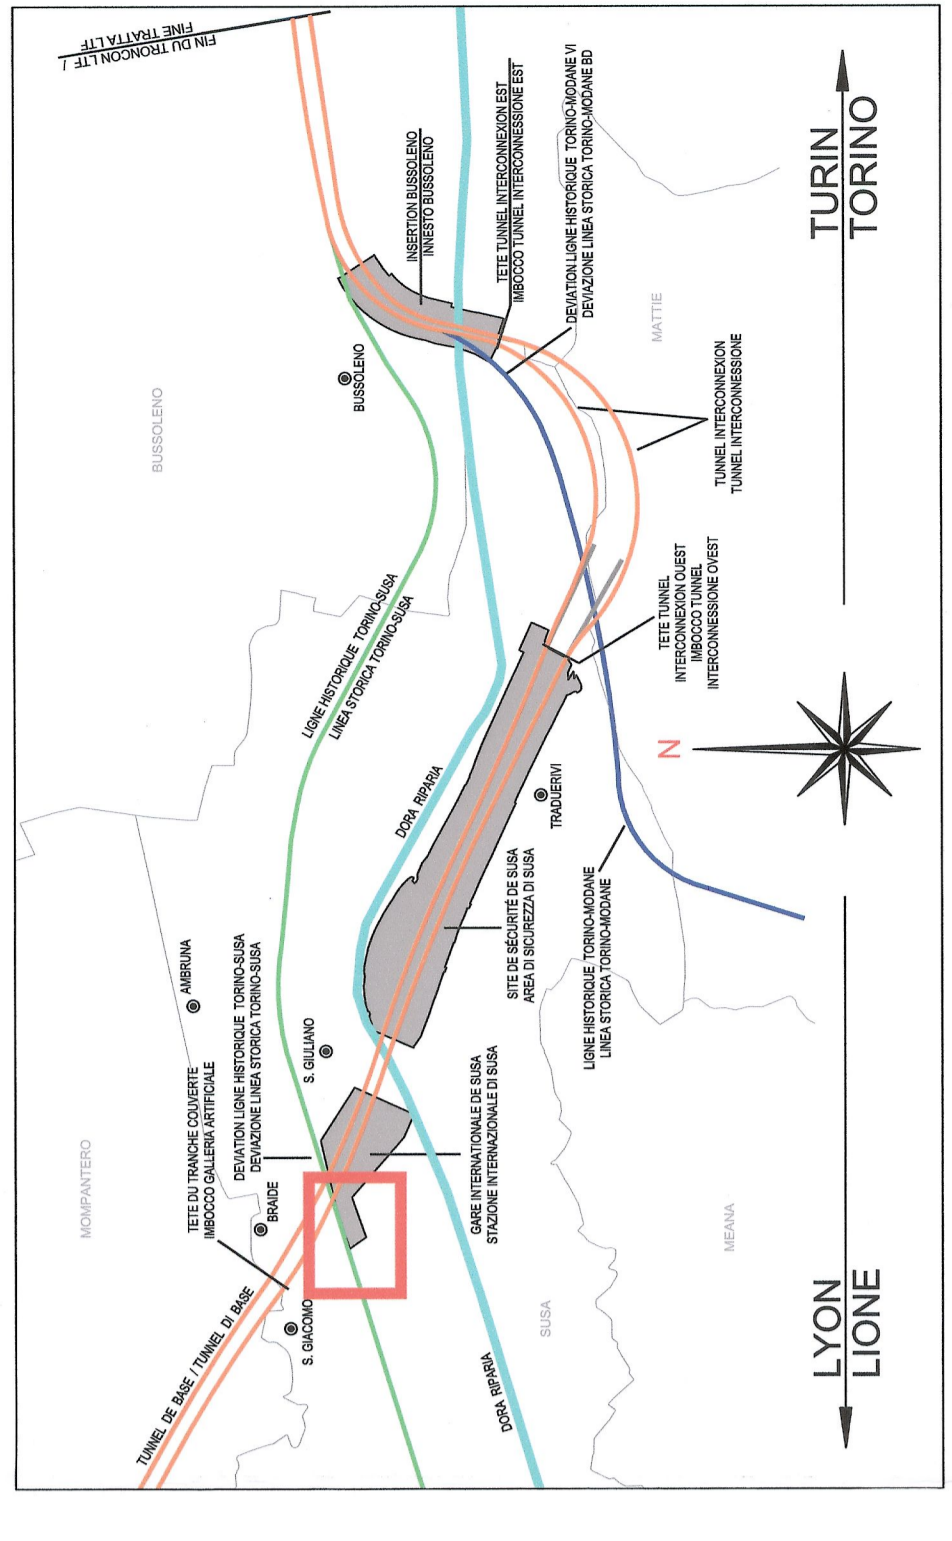 FIN DU TRONCON LTF /
FINE TRATTA LTF
MOMPANTERO
BUSSOLENO
TUNNEL DE BASE / TUNNEL DI BASE
TETE DU TRANCHE COUVERTE
IMBOCCO GALLERIA ARTIFICIALE
AMBRUNA
BRAIDE
DEVIATION LIGNE HISTORIQUE TORINO-SUSA
DEVIAZIONE LINEA STORICA TORINO-SUSA
S. GIACOMO
S. GIULIANO
LIGNE HISTORIQUE TORINO-SUSA
LINEA STORICA TORINO-SUSA
BUSSOLENO
INSERTION BUSSOLENO
INNESTO BUSSOLENO
DORA RIPARIA
GARE INTERNATIONALE DE SUSA
STAZIONE INTERNAZIONALE DI SUSA
DORA RIPARIA
SITE DE SÉCURITÉ DE SUSA
AREA DI SICUREZZA DI SUSA
TRADUERIVI
TETE TUNNEL INTERCONNEXION EST
IMBOCCO TUNNEL INTERCONNESSIONE EST
DEVIATION LIGNE HISTORIQUE TORINO-MODANE VI
DEVIAZIONE LINEA STORICA TORINO-MODANE BD
SUSA
LIGNE HISTORIQUE TORINO-MODANE
LINEA STORICA TORINO-MODANE
MATTIE
TETE TUNNEL
INTERCONNEXION OUEST
IMBOCCO TUNNEL
INTERCONNESSIONE OVEST
TUNNEL INTERCONNEXION
TUNNEL INTERCONNESSIONE
MEANA
N
LYON
LIONE
TURIN
TORINO